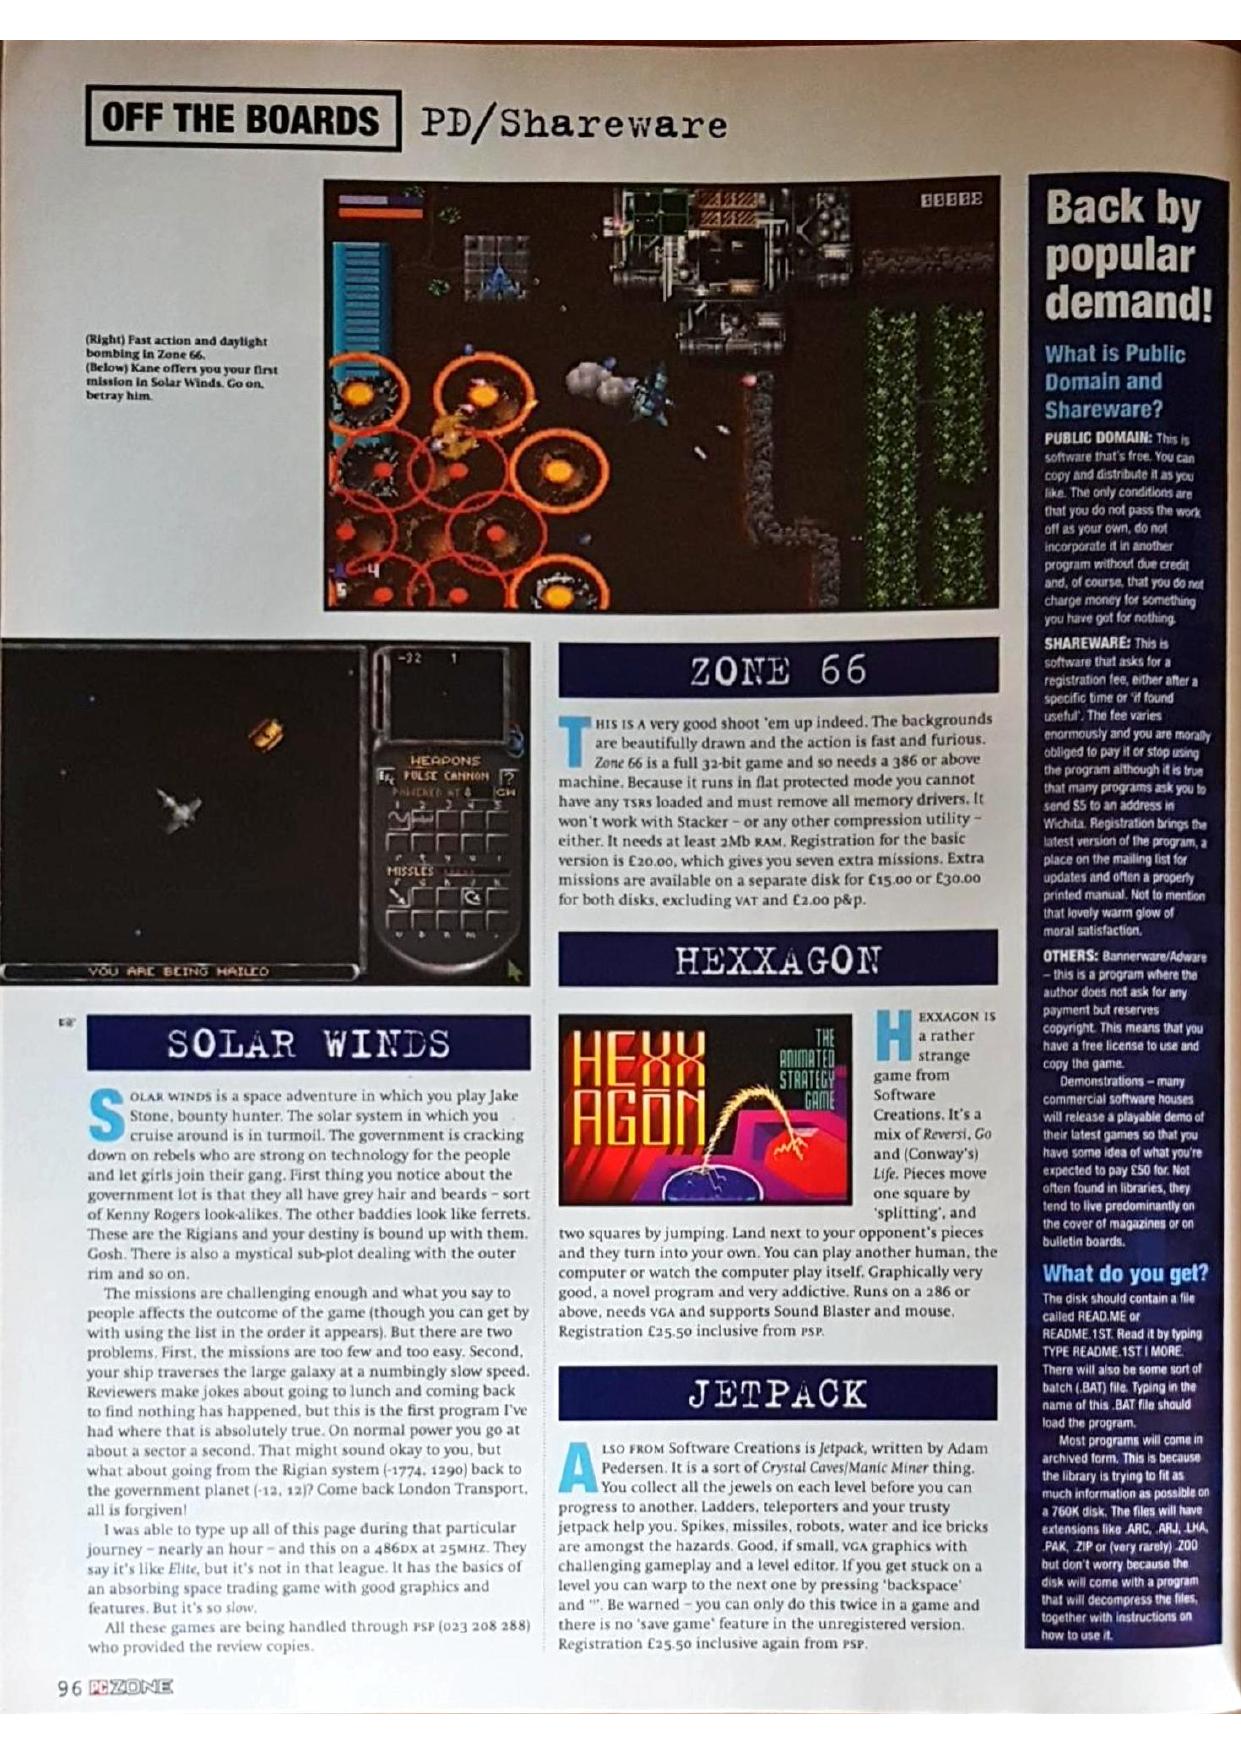 OFF THE BOARDS PD/Shareware
(Right) Fast action and daylight
bombing in Zone 66.
(Below) Kane offers you your first
mission in Solar Winds. Go on,
betray him.
-32 1
WEAPONS
PULSE CANNON
POWERED AT 8
MISSLES
YOU ARE BEING HAILED
SOLAR WINDS
SOLAR WINDS is a space adventure in which you play Jake
Stone, bounty hunter. The solar system in which you
cruise around is in turmoil. The government is cracking
down on rebels who are strong on technology for the people
and let girls join their gang. First thing you notice about the
government lot is that they all have grey hair and beards – sort
of Kenny Rogers look-alikes. The other baddies look like ferrets.
These are the Rigians and your destiny is bound up with them.
Gosh. There is also a mystical sub-plot dealing with the outer
rim and so on.
The missions are challenging enough and what you say to
people affects the outcome of the game (though you can get by
with using the list in the order it appears). But there are two
problems. First, the missions are too few and too easy. Second,
your ship traverses the large galaxy at a numbingly slow speed.
Reviewers make jokes about going to lunch and coming back
to find nothing has happened, but this is the first program I've
had where that is absolutely true. On normal power you go at
about a sector a second. That might sound okay to you, but
what about going from the Rigian system (-1774, 1290) back to
the government planet (-12, 12)? Come back London Transport,
all is forgiven!
I was able to type up all of this page during that particular
journey – nearly an hour – and this on a 486DX at 25MHZ. They
say it's like Elite, but it's not in that league. It has the basics of
an absorbing space trading game with good graphics and
features. But it's so slow.
All these games are being handled through PSP (023 208 288)
who provided the review copies.
ZONE 66
THIS IS A very good shoot 'em up indeed. The backgrounds
are beautifully drawn and the action is fast and furious.
Zone 66 is a full 32-bit game and so needs a 386 or above
machine. Because it runs in flat protected mode you cannot
have any TSRs loaded and must remove all memory drivers. It
won't work with Stacker – or any other compression utility –
either. It needs at least 2Mb RAM. Registration for the basic
version is £20.00, which gives you seven extra missions. Extra
missions are available on a separate disk for £15.00 or £30.00
for both disks, excluding VAT and £2.00 p&p.
HEXXAGON
HEXX
AGON
THE
ANIMATED
STRATEGY
GAME
HEXXAGON IS
a rather
strange
game from
Software
Creations. It's a
mix of Reversi, Go
and (Conway's)
Life. Pieces move
one square by
'splitting', and
two squares by jumping. Land next to your opponent's pieces
and they turn into your own. You can play another human, the
computer or watch the computer play itself. Graphically very
good, a novel program and very addictive. Runs on a 286 or
above, needs VGA and supports Sound Blaster and mouse.
Registration £25.50 inclusive from PSP.
JETPACK
ALSO FROM Software Creations is Jetpack, written by Adam
Pedersen. It is a sort of Crystal Caves/Manic Miner thing.
You collect all the jewels on each level before you can
progress to another. Ladders, teleporters and your trusty
jetpack help you. Spikes, missiles, robots, water and ice bricks
are amongst the hazards. Good, if small, VGA graphics with
challenging gameplay and a level editor. If you get stuck on a
level you can warp to the next one by pressing 'backspace'
and '"'. Be warned – you can only do this twice in a game and
there is no 'save game' feature in the unregistered version.
Registration £25.50 inclusive again from PSP.
Back by
popular
demand!
What is Public
Domain and
Shareware?
PUBLIC DOMAIN: This is
software that's free. You can
copy and distribute it as you
like. The only conditions are
that you do not pass the work
off as your own, do not
incorporate it in another
program without due credit
and, of course, that you do not
charge money for something
you have got for nothing.
SHAREWARE: This is
software that asks for a
registration fee, either after a
specific time or 'if found
useful'. The fee varies
enormously and you are morally
obliged to pay it or stop using
the program although it is true
that many programs ask you to
send $5 to an address in
Wichita. Registration brings the
latest version of the program, a
place on the mailing list for
updates and often a properly
printed manual. Not to mention
that lovely warm glow of
moral satisfaction.
OTHERS: Bannerware/Adware
– this is a program where the
author does not ask for any
payment but reserves
copyright. This means that you
have a free license to use and
copy the game.
Demonstrations – many
commercial software houses
will release a playable demo of
their latest games so that you
have some idea of what you're
expected to pay £50 for. Not
often found in libraries, they
tend to live predominantly on
the cover of magazines or on
bulletin boards.
What do you get?
The disk should contain a file
called READ.ME or
README.1ST. Read it by typing
TYPE README.1ST | MORE.
There will also be some sort of
batch (.BAT) file. Typing in the
name of this .BAT file should
load the program.
Most programs will come in
archived form. This is because
the library is trying to fit as
much information as possible on
a 760K disk. The files will have
extensions like .ARC, .ARJ, .LHA,
.PAK, .ZIP or (very rarely) .ZOO
but don't worry because the
disk will come with a program
that will decompress the files,
together with instructions on
how to use it.
96 PC ZONE